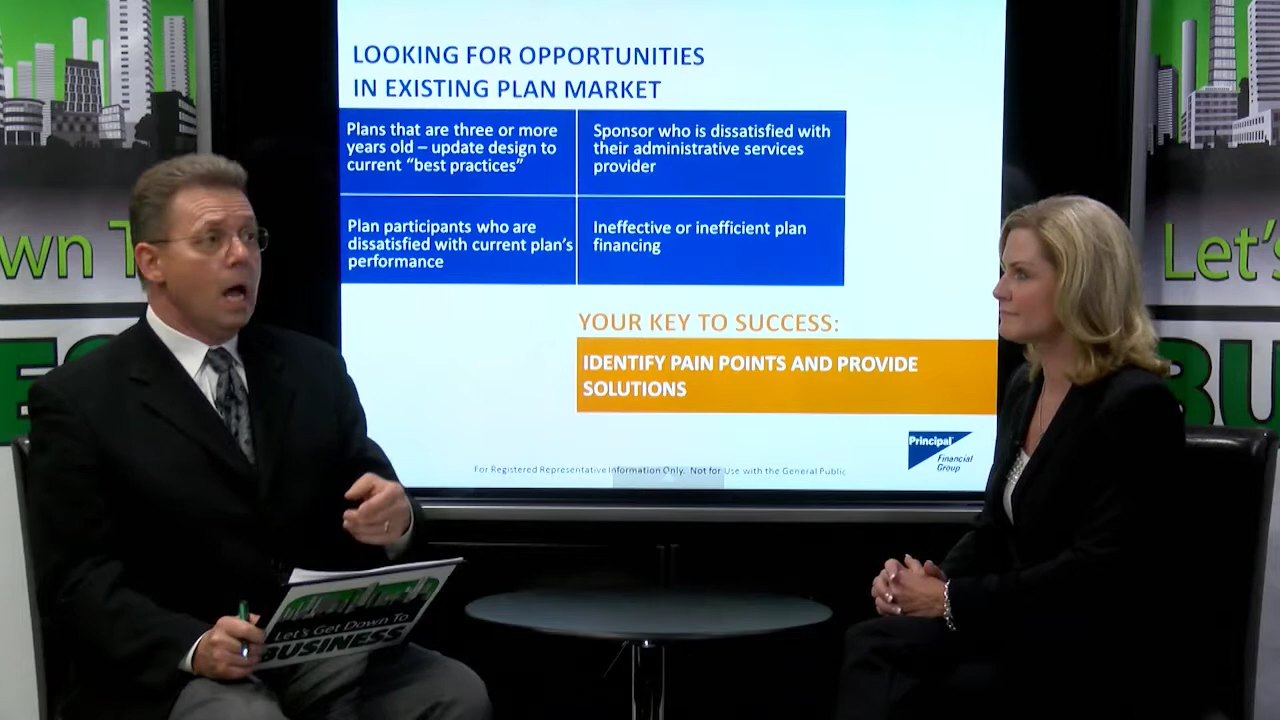 LOOKING FOR OPPORTUNITIES
IN EXISTING PLAN MARKET
Plans that are three or more
years old – update design to
current “best practices”
Sponsor who is dissatisfied with
their administrative services
provider
Plan participants who are
dissatisfied with current plan's
performance
Ineffective or inefficient plan
financing
YOUR KEY TO SUCCESS:
IDENTIFY PAIN POINTS AND PROVIDE
SOLUTIONS
Principal
Financial
Group
For Registered Representative Information Only. Not for Use with the General Public
wn T
ES
Let's
BU
Let's Get Down To
BUSINESS